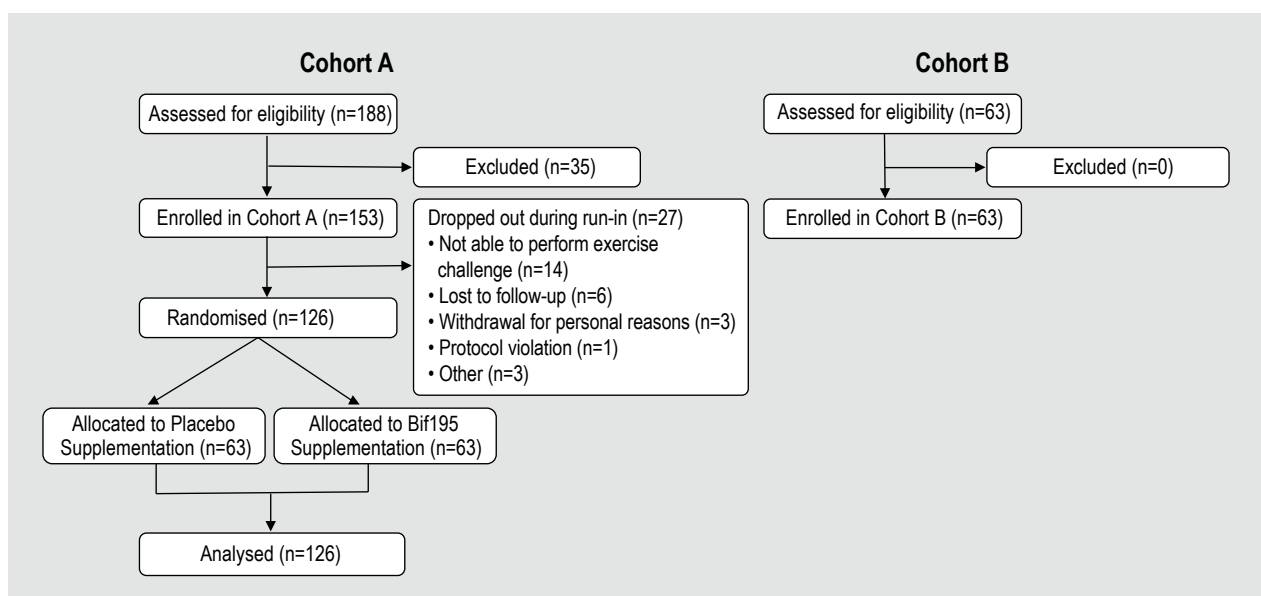 Cohort A
Assessed for eligibility (n=188)
Excluded (n=35)
Enrolled in Cohort A (n=153)
Dropped out during run-in (n=27)
• Not able to perform exercise
challenge (n=14)
• Lost to follow-up (n=6)
• Withdrawal for personal reasons (n=3)
• Protocol violation (n=1)
• Other (n=3)
Randomised (n=126)
Allocated to Placebo
Supplementation (n=63)
Allocated to Bif195
Supplementation (n=63)
Analysed (n=126)
Cohort B
Assessed for eligibility (n=63)
Excluded (n=0)
Enrolled in Cohort B (n=63)